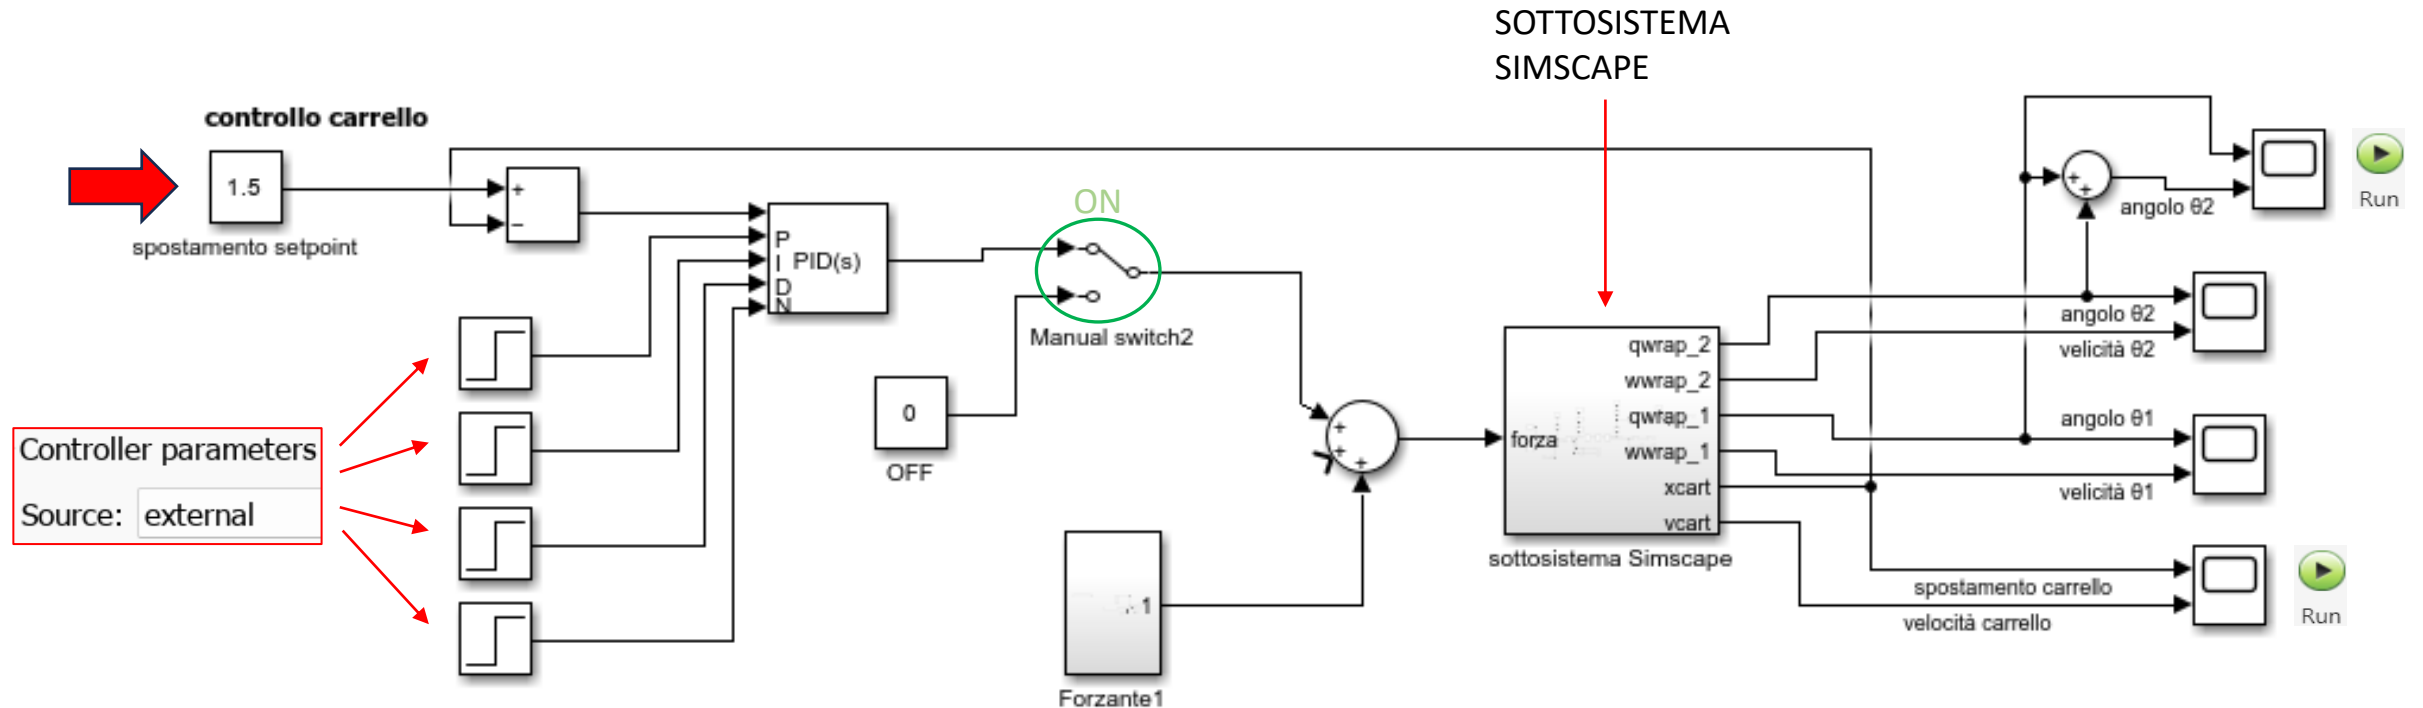 SOTTOSISTEMA
SIMSCAPE
controllo carrello
1.5
spostamento setpoint
+
−
P
I
D
N
PID(s)
ON
Manual switch2
0
OFF
Controller parameters
Source: external
+
+
+
1
Forzante1
forza
qwrap_2
wwrap_2
qwrap_1
wwrap_1
xcart
vcart
sottosistema Simscape
+
+
angolo θ2
Run
angolo θ2
velicità θ2
angolo θ1
velicità θ1
spostamento carrello
velocità carrello
Run